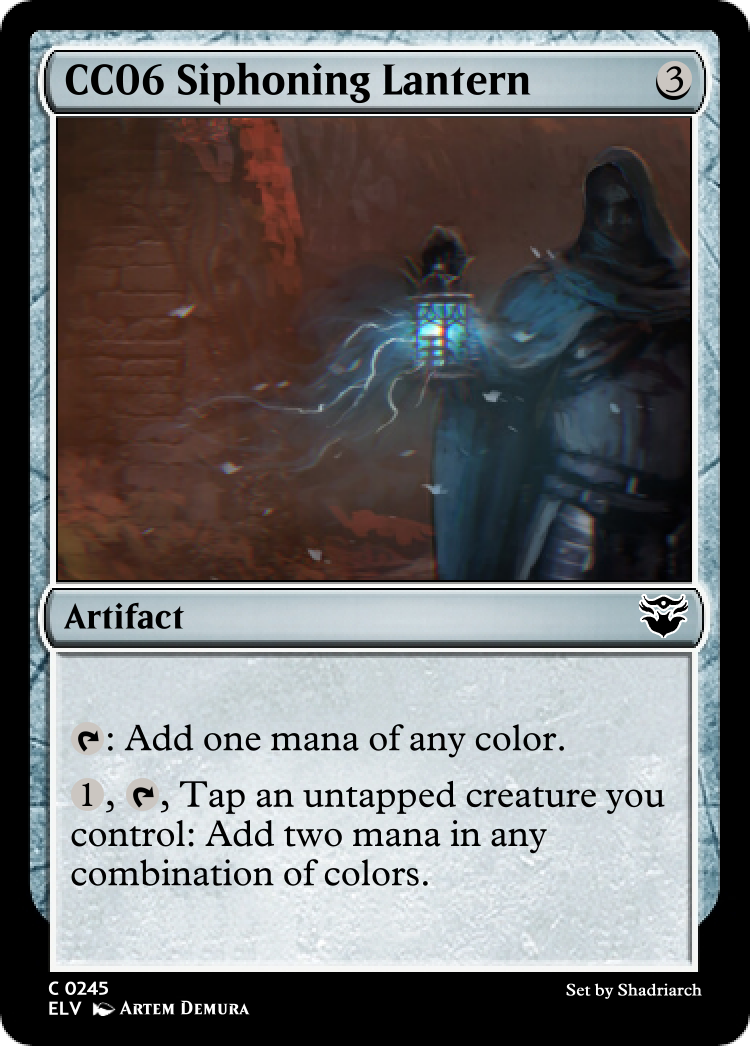 CC06 Siphoning Lantern 3
Artifact
: Add one mana of any color.
1, , Tap an untapped creature you
control: Add two mana in any
combination of colors.
C 0245
ELV ARTEM DEMURA
Set by Shadriarch